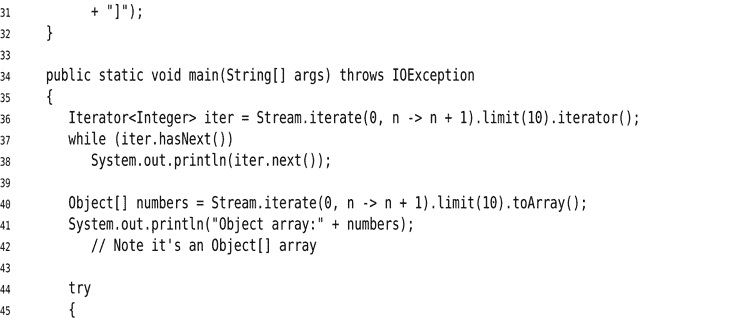 31 + "]");
32 }
33
34 public static void main(String[] args) throws IOException
35 {
36 Iterator<Integer> iter = Stream.iterate(0, n -> n + 1).limit(10).iterator();
37 while (iter.hasNext())
38 System.out.println(iter.next());
39
40 Object[] numbers = Stream.iterate(0, n -> n + 1).limit(10).toArray();
41 System.out.println("Object array:" + numbers);
42 // Note it's an Object[] array
43
44 try
45 {